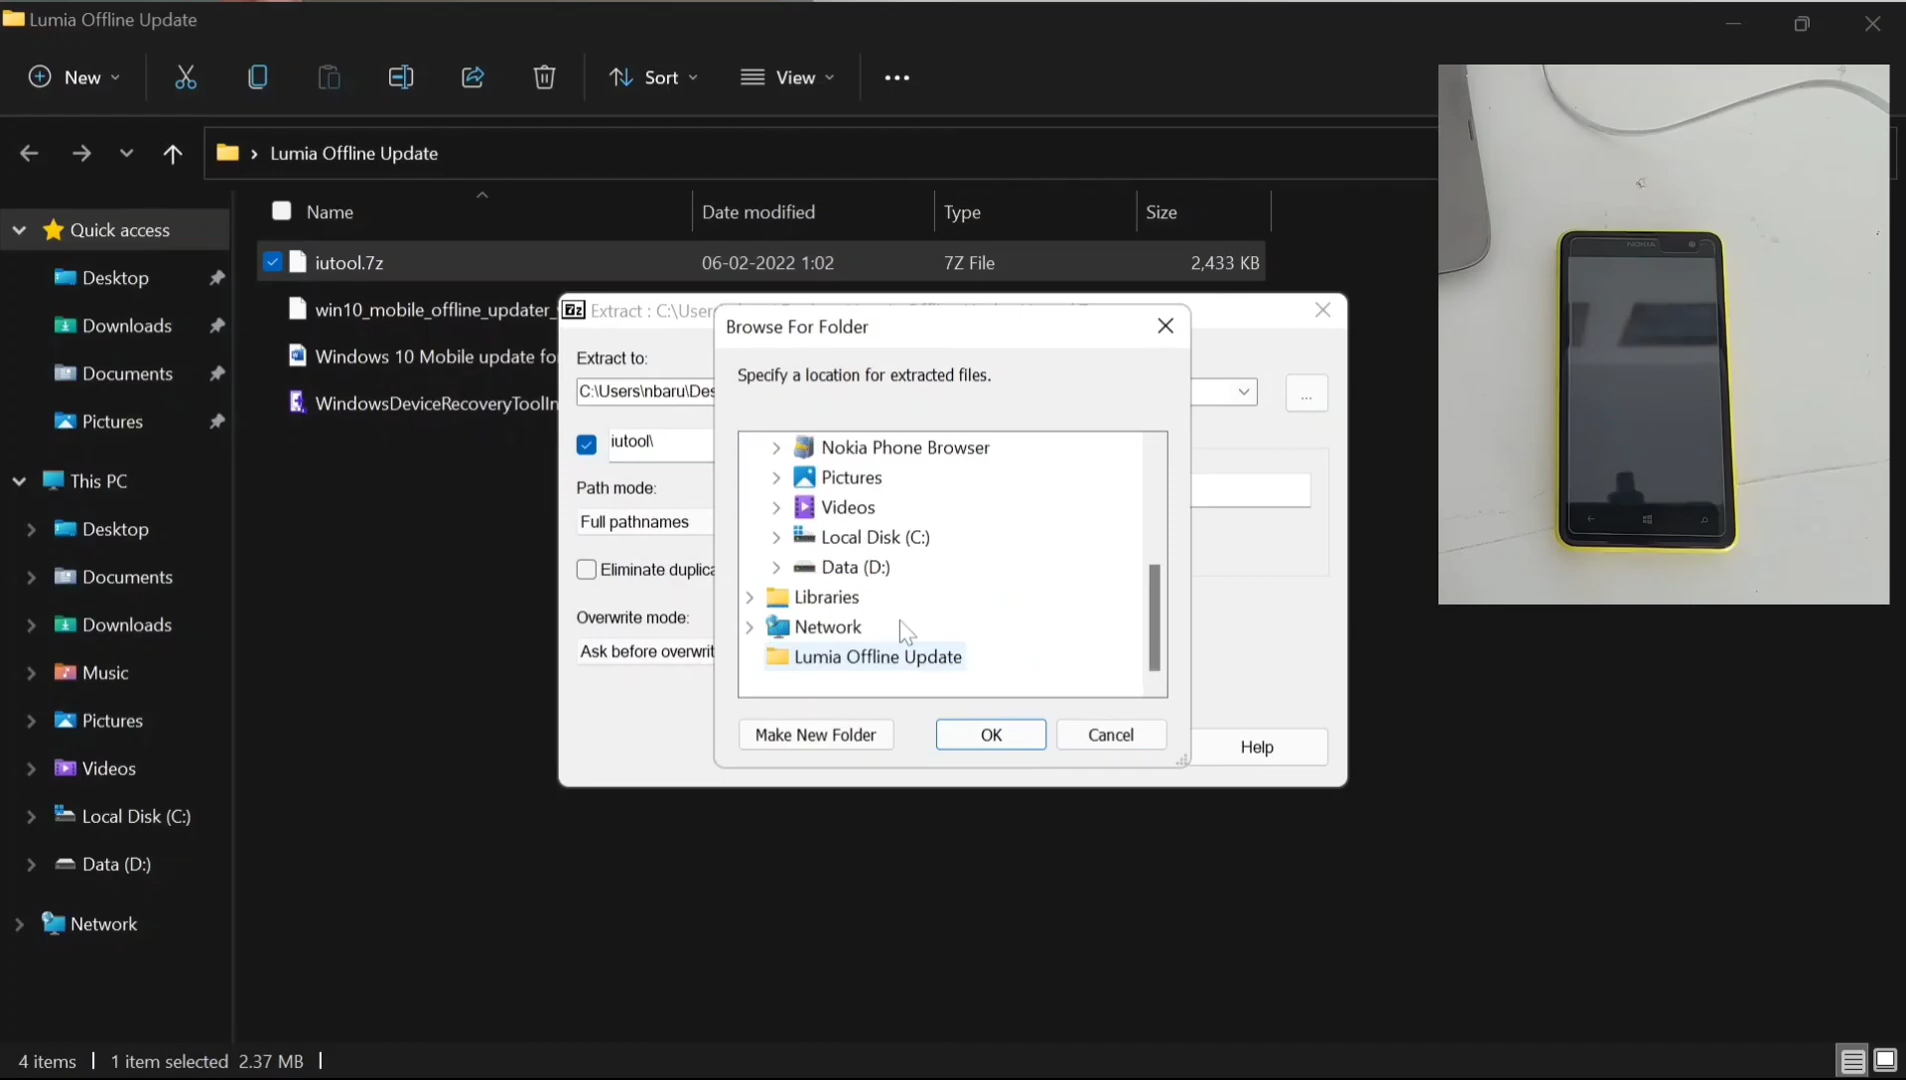 Lumia Offline Update
New
Sort
View
Lumia Offline Update
Name
Date modified
Type
Size
Quick access
Desktop
Downloads
Documents
Pictures
This PC
Desktop
Documents
Downloads
Music
Pictures
Videos
Local Disk (C:)
Data (D:)
Network
iutool.7z 06-02-2022 1:02 7Z File 2,433 KB
win10_mobile_offline_updater_
Windows 10 Mobile update fo
WindowsDeviceRecoveryToolIn
7z Extract : C:\User
Extract to:
C:\Users\nbaru\Des
...
iutool\
Path mode:
Full pathnames
Eliminate duplica
Overwrite mode:
Ask before overwrit
Help
Browse For Folder
Specify a location for extracted files.
Nokia Phone Browser
Pictures
Videos
Local Disk (C:)
Data (D:)
Libraries
Network
Lumia Offline Update
Make New Folder
OK
Cancel
NOKIA
4 items
1 item selected 2.37 MB